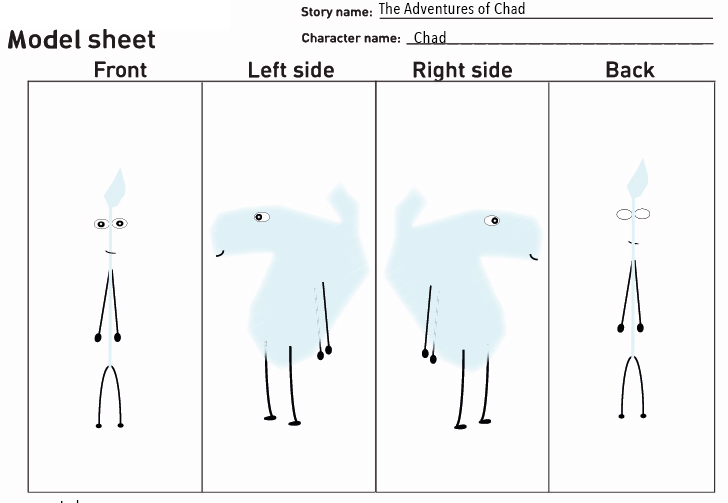 Story name: The Adventures of Chad
Model sheet
Character name: Chad
Front Left side Right side Back